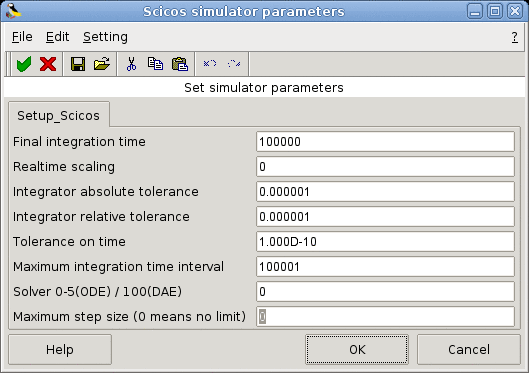 Scicos simulator parameters
File Edit Setting ?
Set simulator parameters
Setup_Scicos
Final integration time 100000
Realtime scaling 0
Integrator absolute tolerance 0.000001
Integrator relative tolerance 0.000001
Tolerance on time 1.000D-10
Maximum integration time interval 100001
Solver 0-5(ODE) / 100(DAE) 0
Maximum step size (0 means no limit) 0
Help OK Cancel